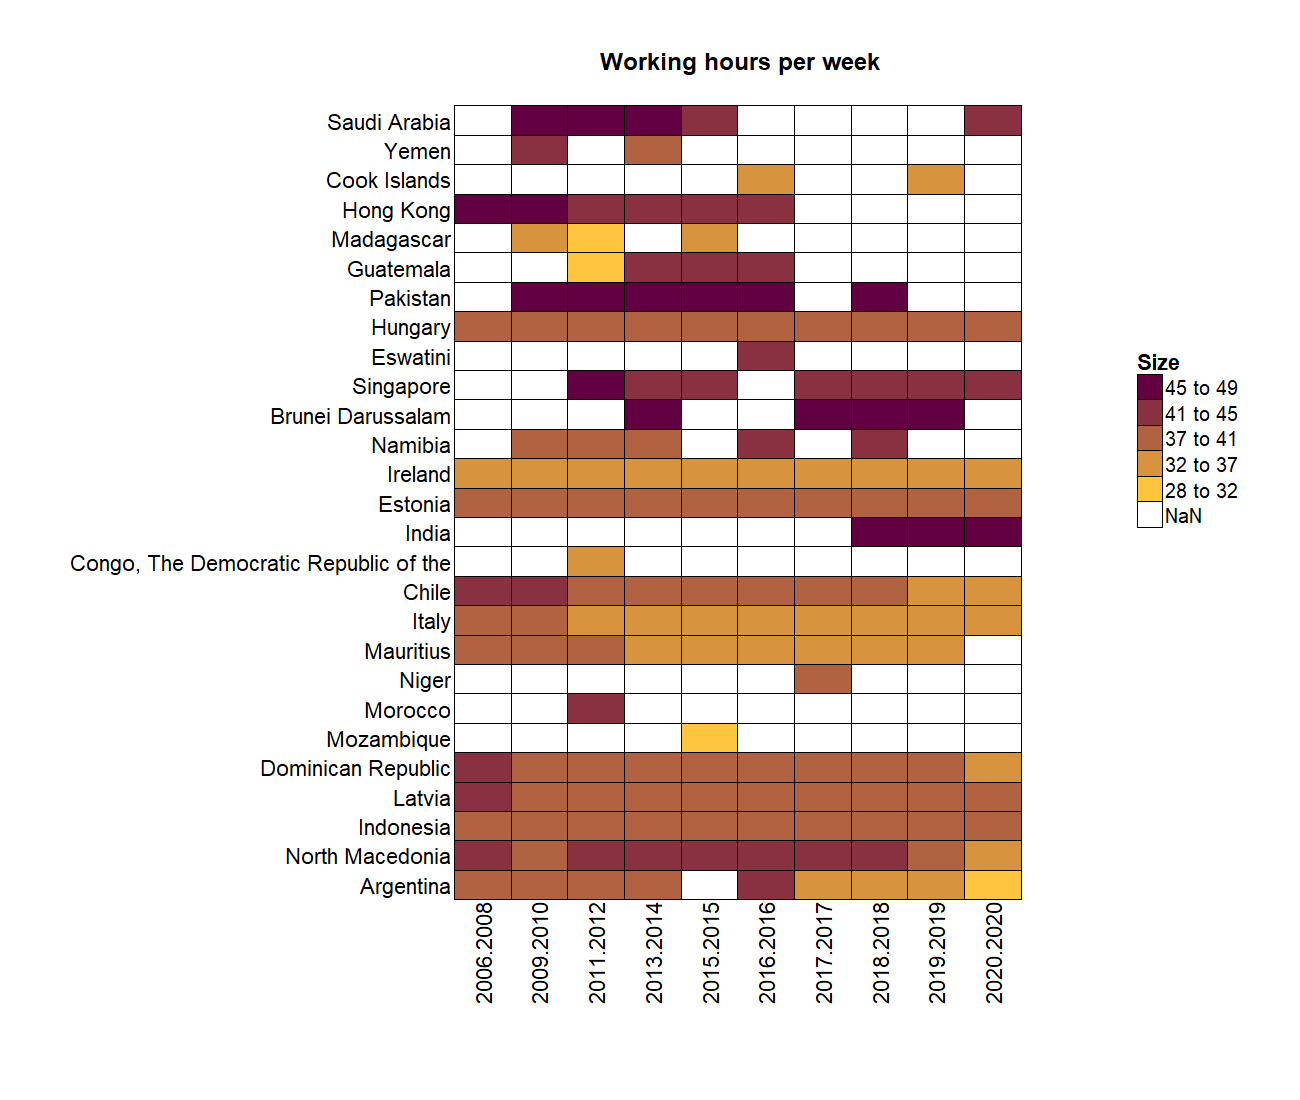 Working hours per week
Saudi Arabia
Yemen
Cook Islands
Hong Kong
Madagascar
Guatemala
Pakistan
Hungary
Eswatini
Singapore
Brunei Darussalam
Namibia
Ireland
Estonia
India
Congo, The Democratic Republic of the
Chile
Italy
Mauritius
Niger
Morocco
Mozambique
Dominican Republic
Latvia
Indonesia
North Macedonia
Argentina
2006.2008
2009.2010
2011.2012
2013.2014
2015.2015
2016.2016
2017.2017
2018.2018
2019.2019
2020.2020
Size
45 to 49
41 to 45
37 to 41
32 to 37
28 to 32
NaN